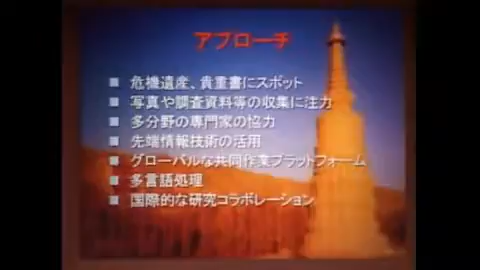 アプローチ
■ 危機遺産、貴重書にスポット
■ 写真や調査資料等の収集に注力
■ 多分野の専門家の協力
■ 先端情報技術の活用
■ グローバルな共同作業プラットフォーム
■ 多言語処理
■ 国際的な研究コラボレーション